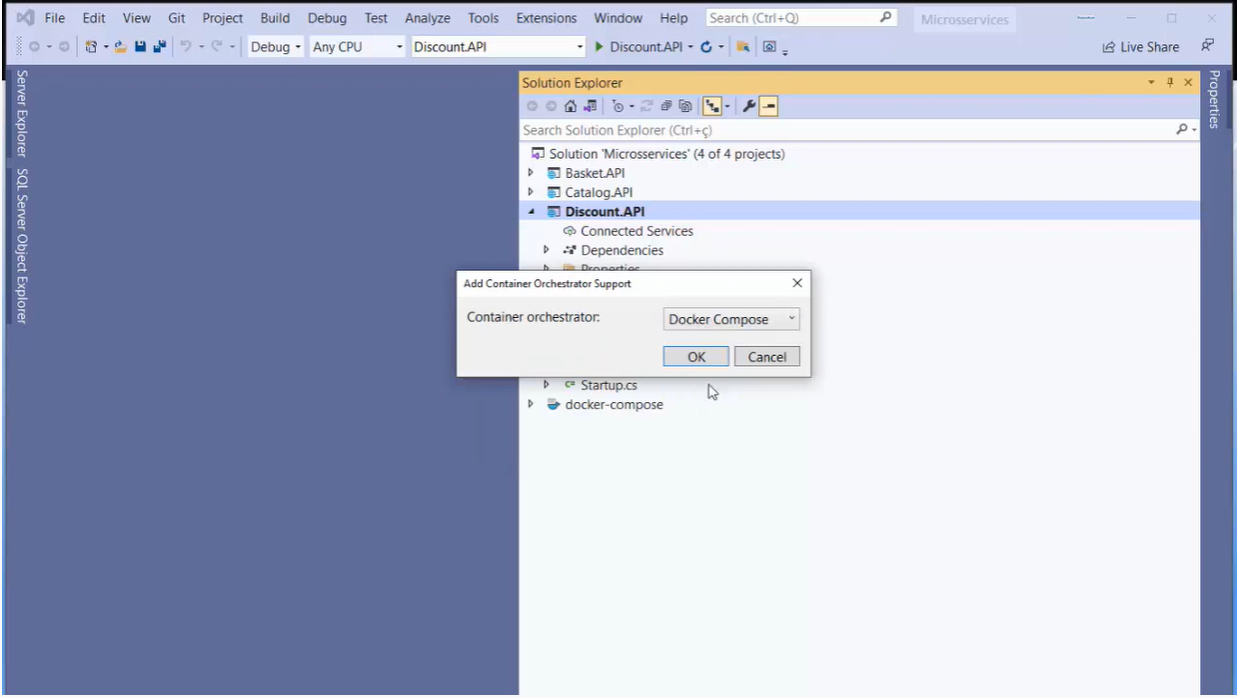 File Edit View Git Project Build Debug Test Analyze Tools Extensions Window Help Search (Ctrl+Q) Microsservices
Debug Any CPU Discount.API Discount.API Live Share
Server Explorer
SQL Server Object Explorer
Solution Explorer
Properties
Search Solution Explorer (Ctrl+ç)
Solution 'Microsservices' (4 of 4 projects)
Basket.API
Catalog.API
Discount.API
Connected Services
Dependencies
Properties
Add Container Orchestrator Support
Container orchestrator: Docker Compose
OK Cancel
C# Startup.cs
docker-compose